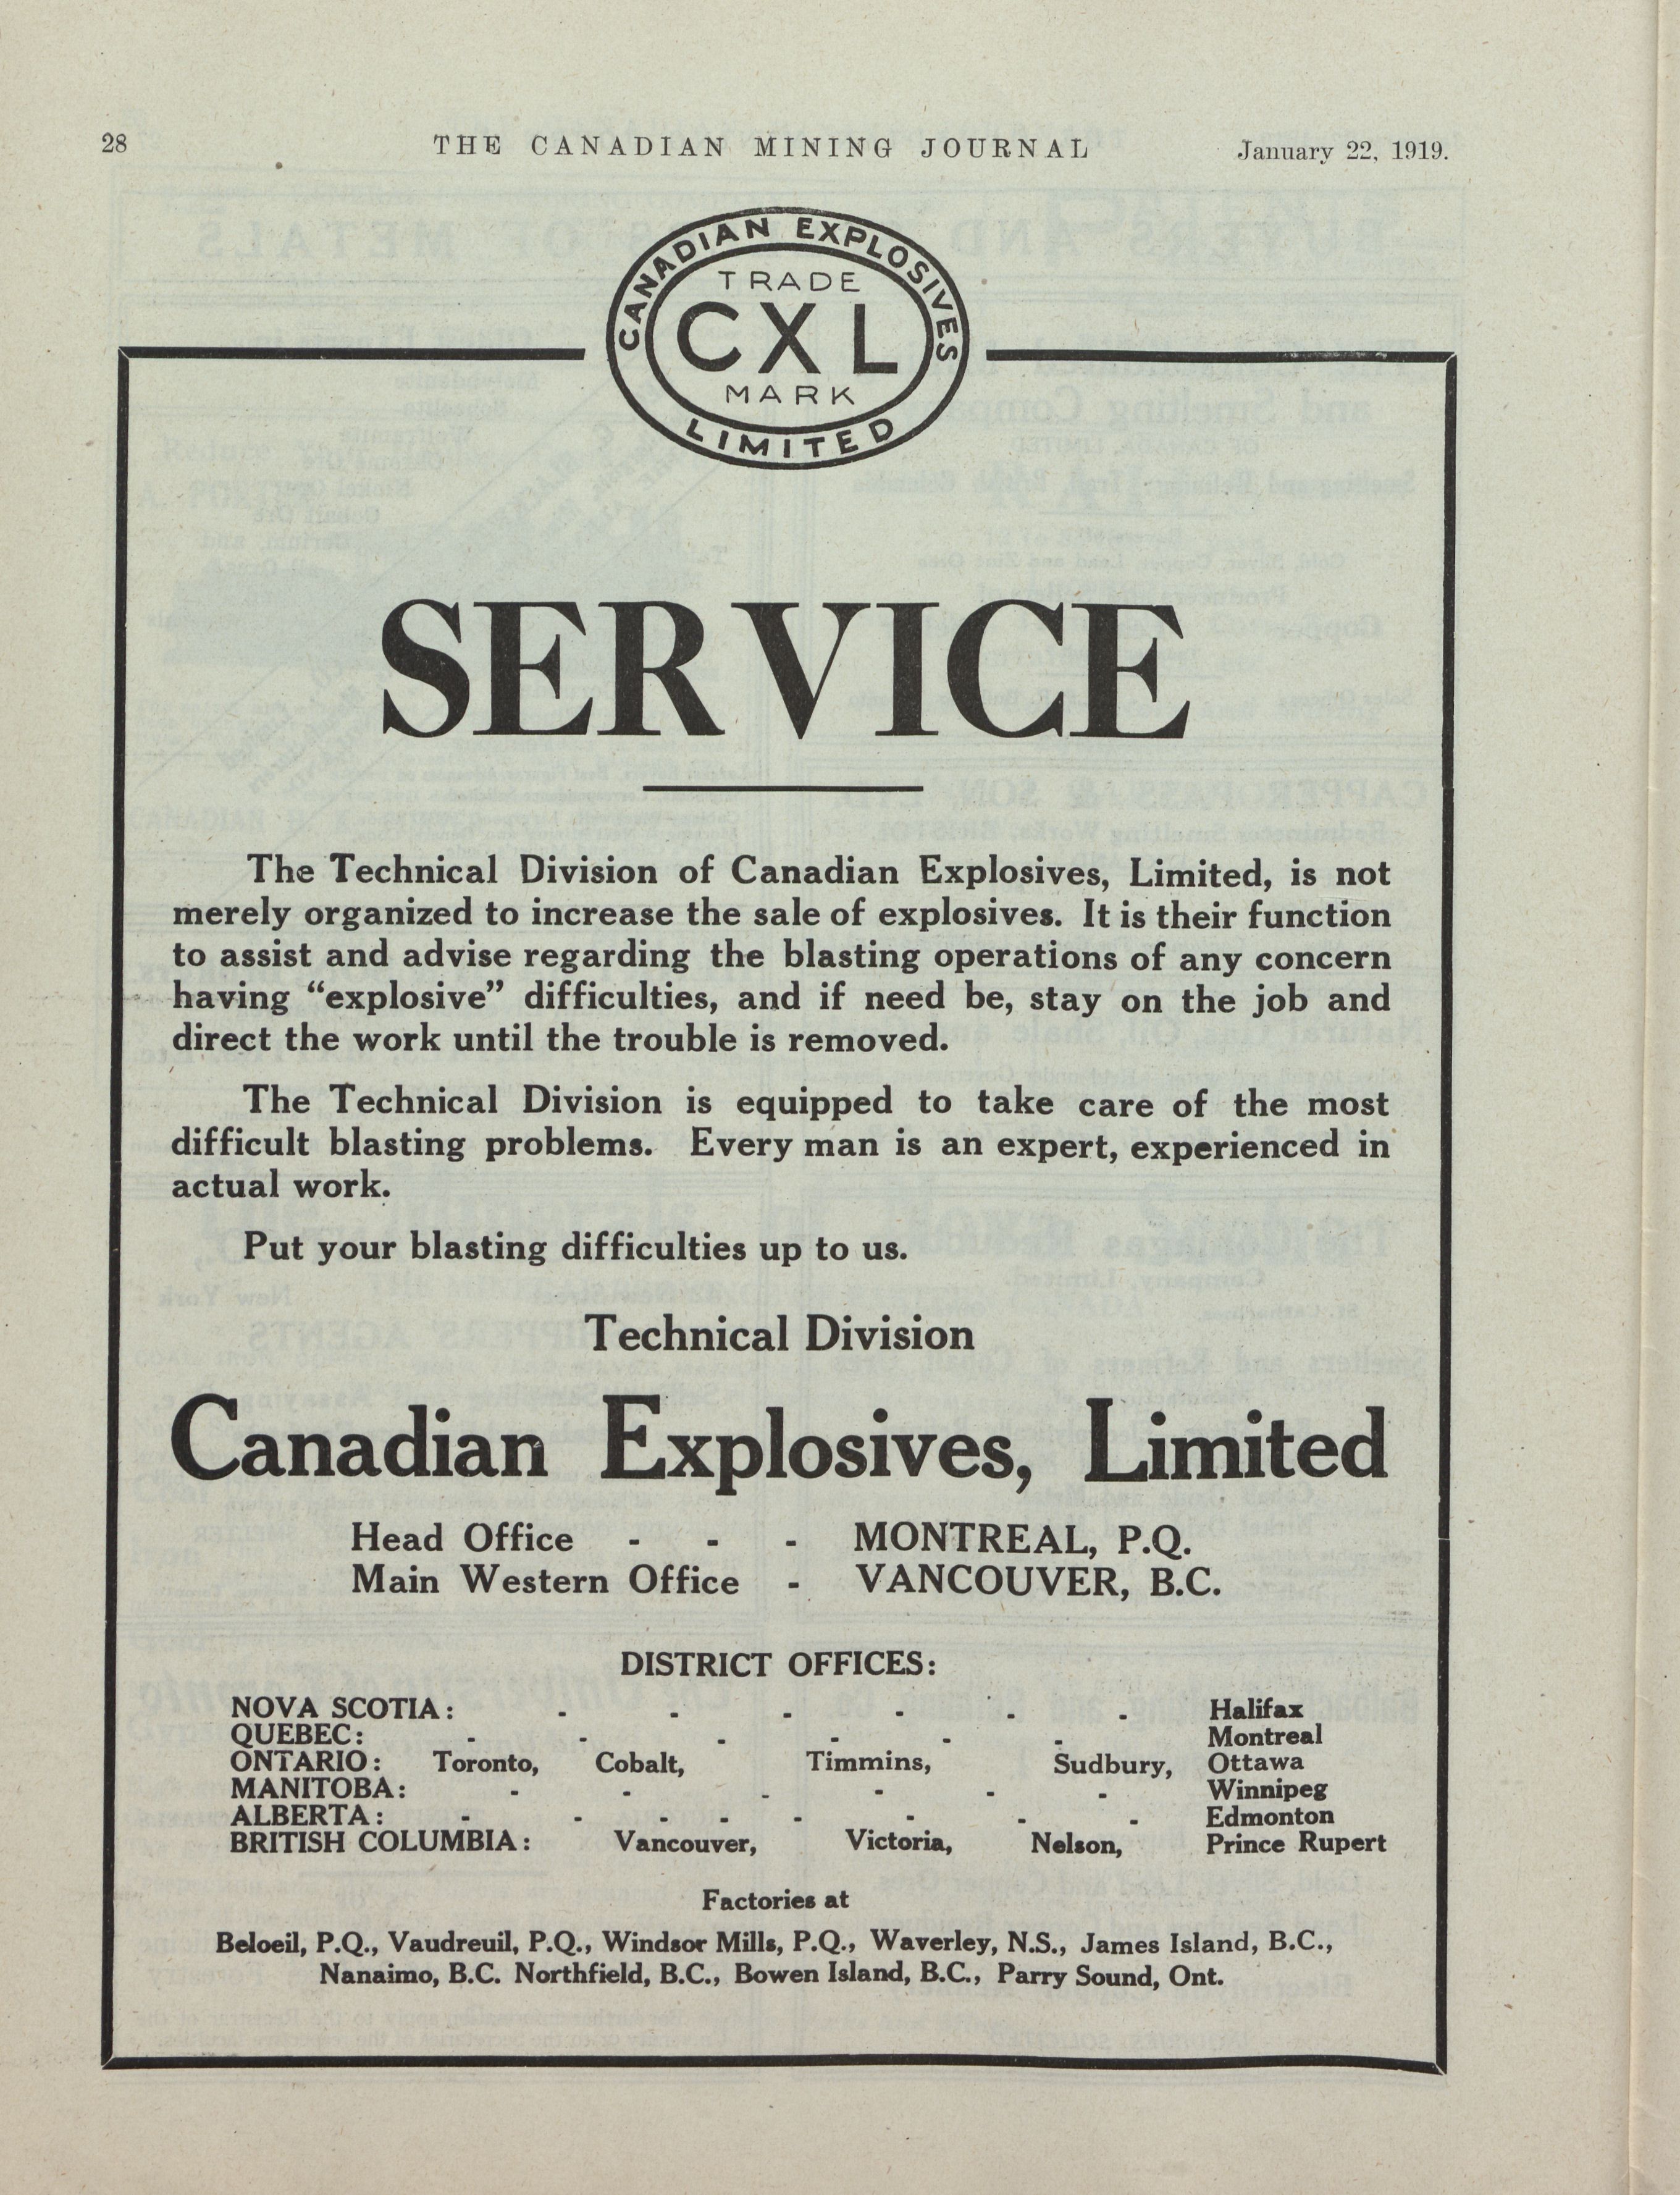 28
THE CANADIAN MINING JOURNAL
January 22, 1919.
CANADIAN EXPLOSIVES
TRADE
CXL
MARK
LIMITED
SERVICE
The Technical Division of Canadian Explosives, Limited, is not
merely organized to increase the sale of explosives. It is their function
to assist and advise regarding the blasting operations of any concern
having “explosive” difficulties, and if need be, stay on the job and
direct the work until the trouble is removed.
The Technical Division is equipped to take care of the most
difficult blasting problems. Every man is an expert, experienced in
actual work.
Put your blasting difficulties up to us.
Technical Division
Canadian Explosives, Limited
Head Office - - - MONTREAL, P.Q.
Main Western Office - VANCOUVER, B.C.
DISTRICT OFFICES:
NOVA SCOTIA: - - - - - - Halifax
QUEBEC: - - - - - - Montreal
ONTARIO: Toronto, Cobalt, Timmins, Sudbury, Ottawa
MANITOBA: - - - - - - Winnipeg
ALBERTA: - - - - - - - - Edmonton
BRITISH COLUMBIA: Vancouver, Victoria, Nelson, Prince Rupert
Factories at
Beloeil, P.Q., Vaudreuil, P.Q., Windsor Mills, P.Q., Waverley, N.S., James Island, B.C.,
Nanaimo, B.C. Northfield, B.C., Bowen Island, B.C., Parry Sound, Ont.